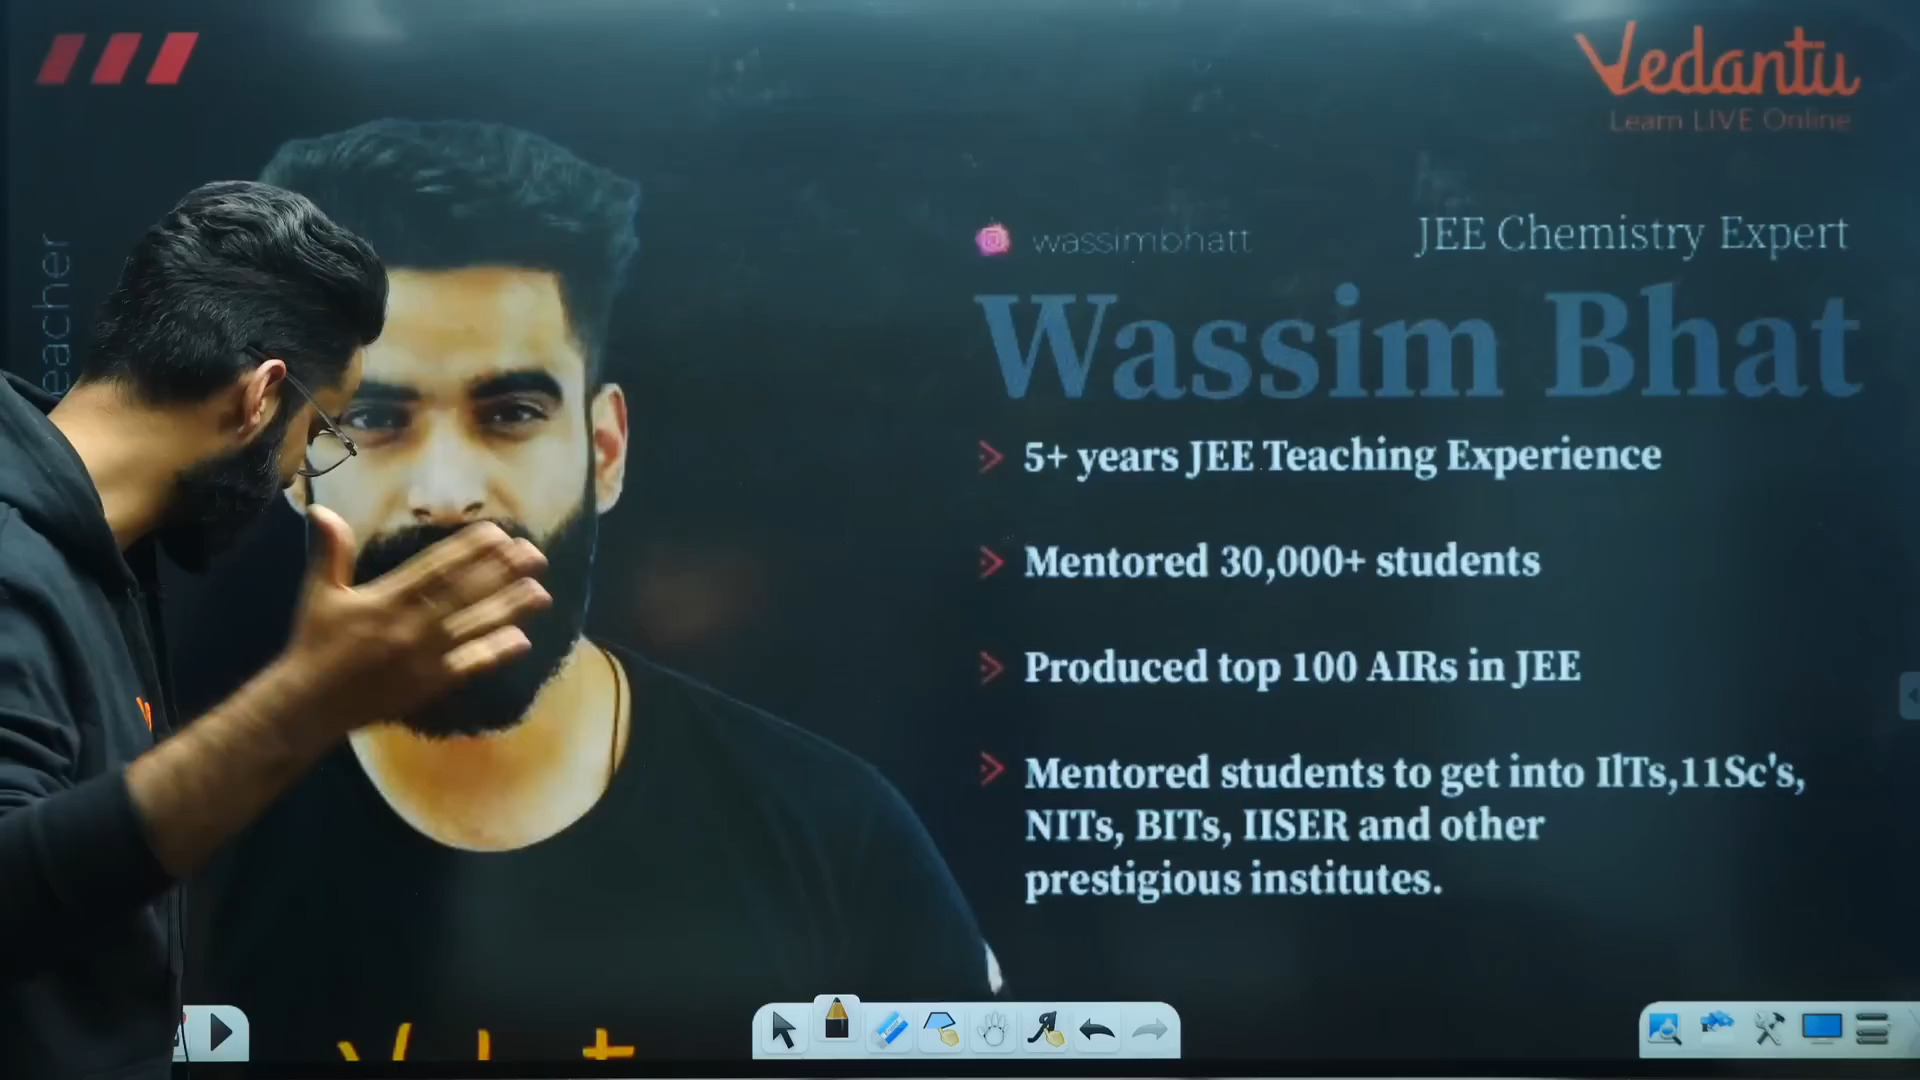 Vedantu
Learn LIVE Online
eacher
wassimbhatt
JEE Chemistry Expert
Wassim Bhat
5+ years JEE Teaching Experience
Mentored 30,000+ students
Produced top 100 AIRs in JEE
Mentored students to get into IlTs,11Sc's,
NITs, BITs, IISER and other
prestigious institutes.